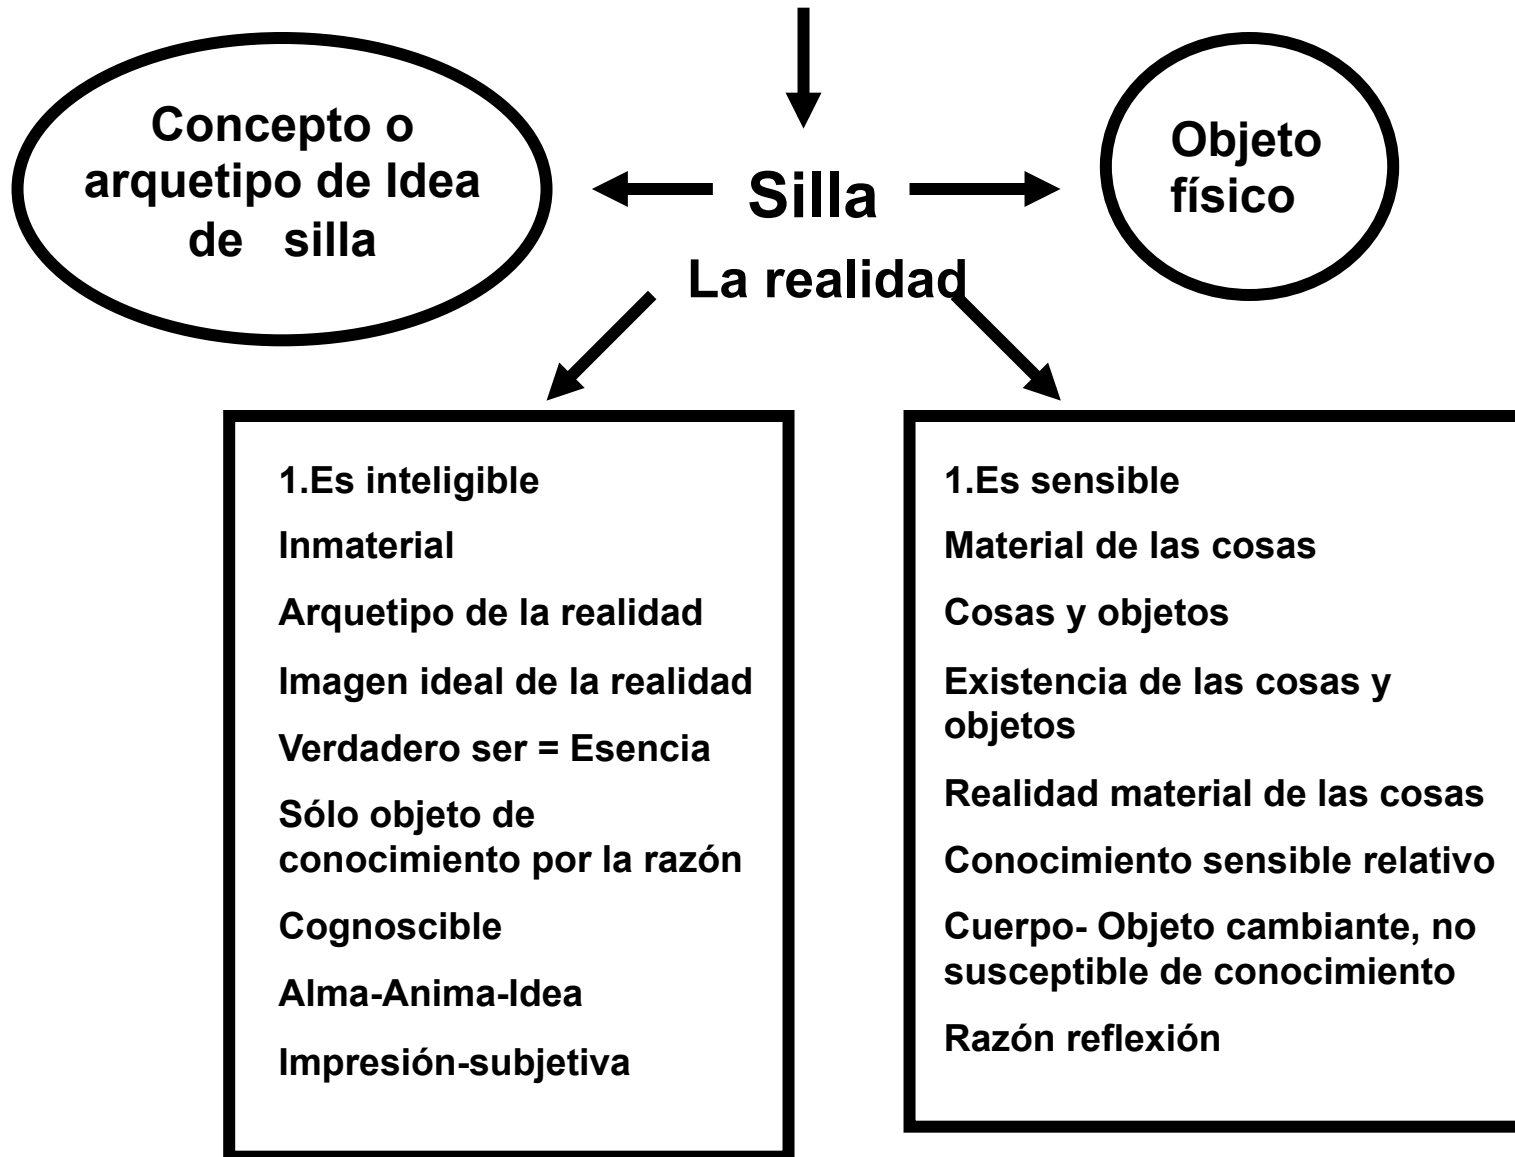 Concepto o
arquetipo de Idea
de silla
Silla
La realidad
Objeto
físico
1.Es inteligible
Inmaterial
Arquetipo de la realidad
Imagen ideal de la realidad
Verdadero ser = Esencia
Sólo objeto de
conocimiento por la razón
Cognoscible
Alma-Anima-Idea
Impresión-subjetiva
1.Es sensible
Material de las cosas
Cosas y objetos
Existencia de las cosas y
objetos
Realidad material de las cosas
Conocimiento sensible relativo
Cuerpo- Objeto cambiante, no
susceptible de conocimiento
Razón reflexión